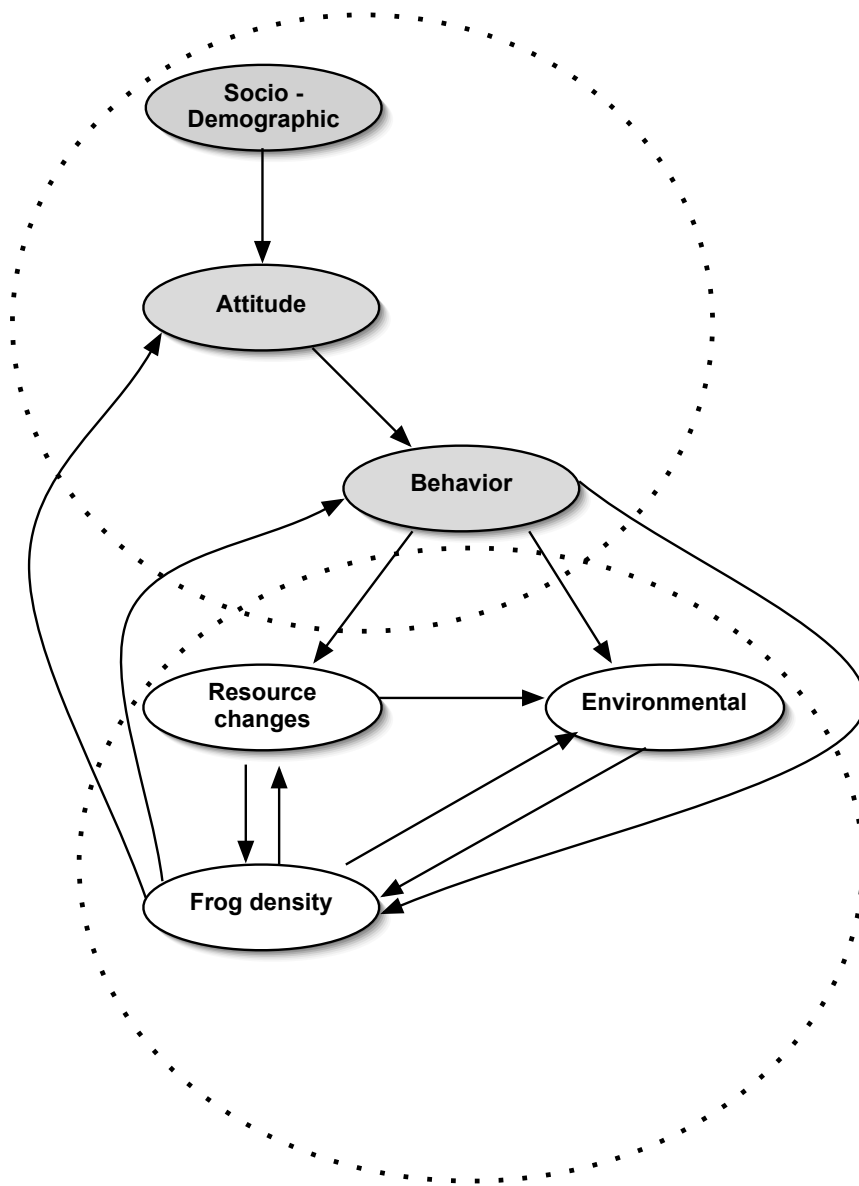 Socio -
Demographic
Attitude
Behavior
Resource
changes
Environmental
Frog density